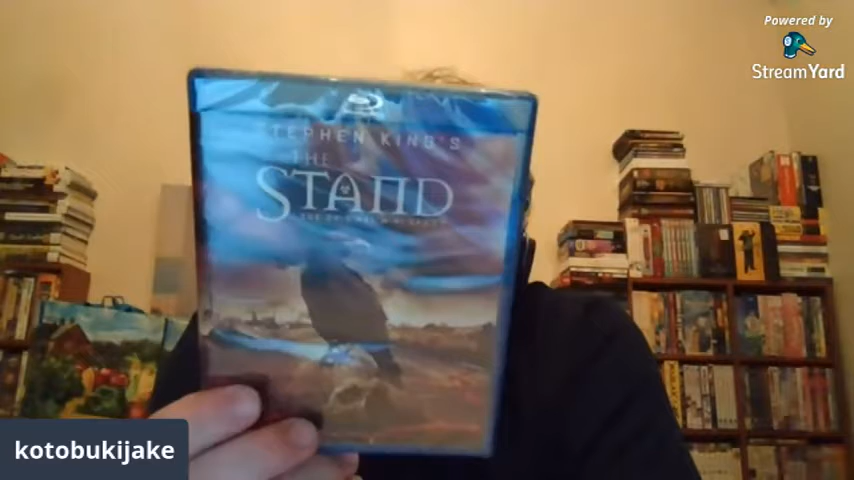 Powered by
StreamYard
STEPHEN KING'S
THE
STAND
kotobukijake